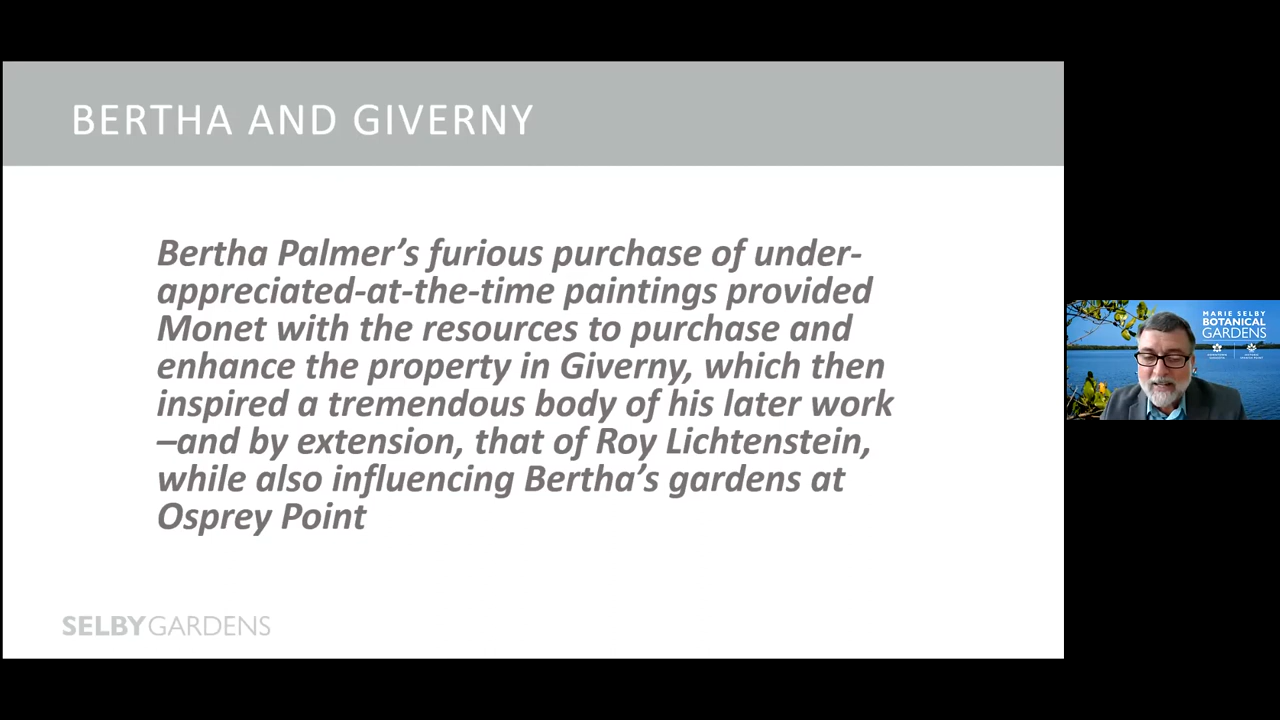 BERTHA AND GIVERNY
Bertha Palmer’s furious purchase of under-
appreciated-at-the-time paintings provided
Monet with the resources to purchase and
enhance the property in Giverny, which then
inspired a tremendous body of his later work
–and by extension, that of Roy Lichtenstein,
while also influencing Bertha’s gardens at
Osprey Point
SELBY GARDENS
MARIE SELBY
BOTANICAL
GARDENS